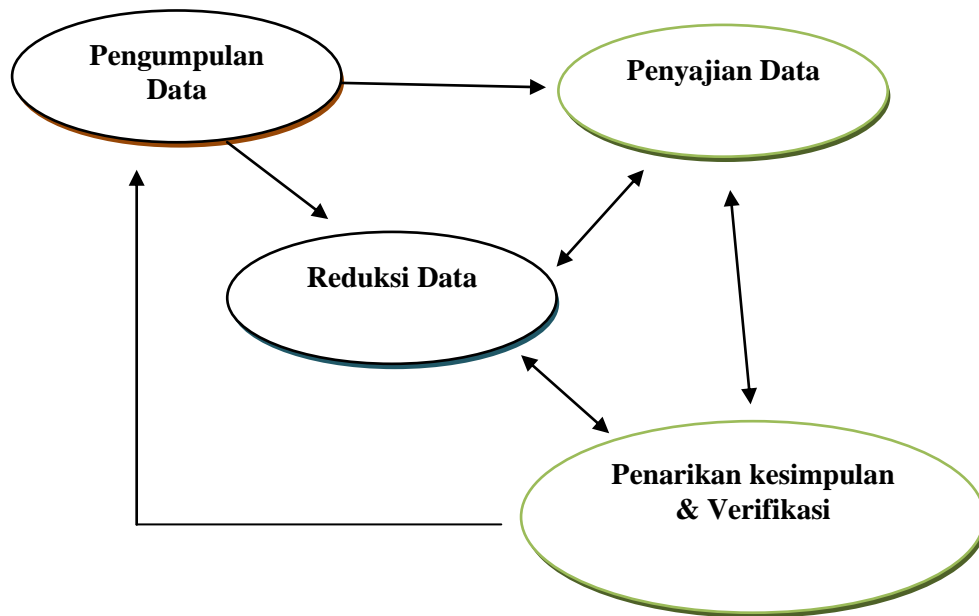 Pengumpulan
Data
Penyajian Data
Reduksi Data
Penarikan kesimpulan
& Verifikasi